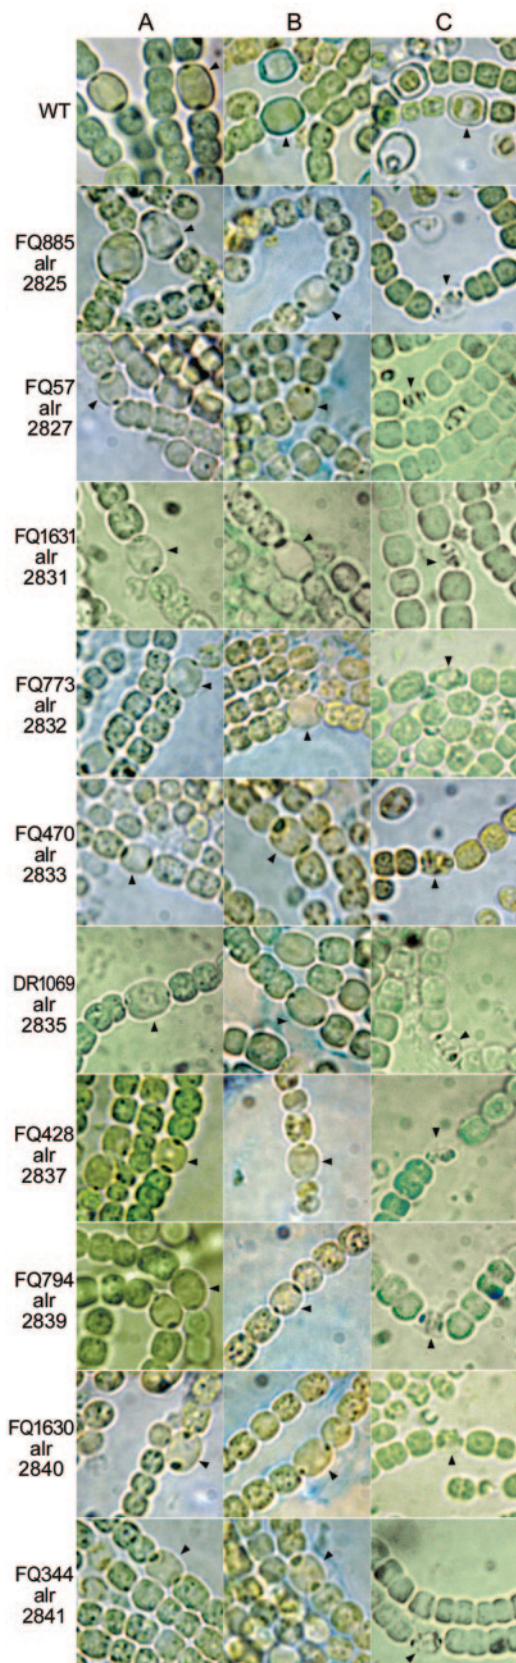 A B C
WT
FQ885
alr
2825
FQ57
alr
2827
FQ1631
alr
2831
FQ773
alr
2832
FQ470
alr
2833
DR1069
alr
2835
FQ428
alr
2837
FQ794
alr
2839
FQ1630
alr
2840
FQ344
alr
2841